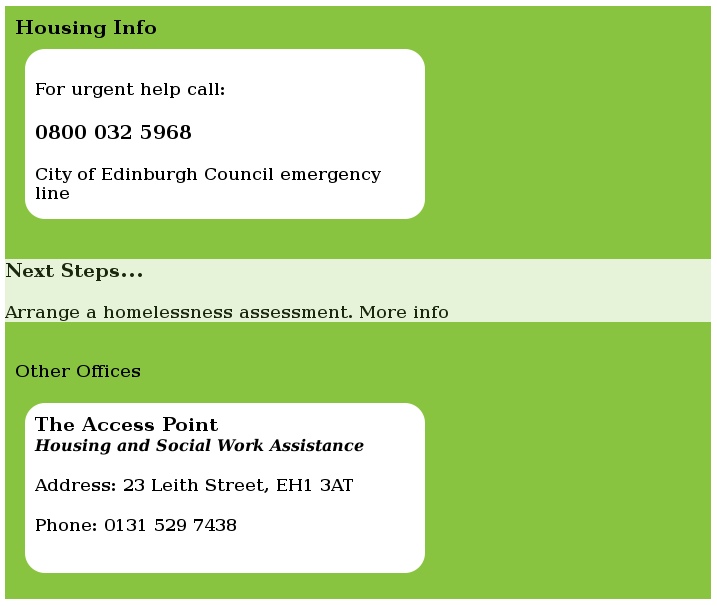 Housing Info
For urgent help call:
0800 032 5968
City of Edinburgh Council emergency
line
Next Steps...
Arrange a homelessness assessment. More info
Other Offices
The Access Point
Housing and Social Work Assistance
Address: 23 Leith Street, EH1 3AT
Phone: 0131 529 7438